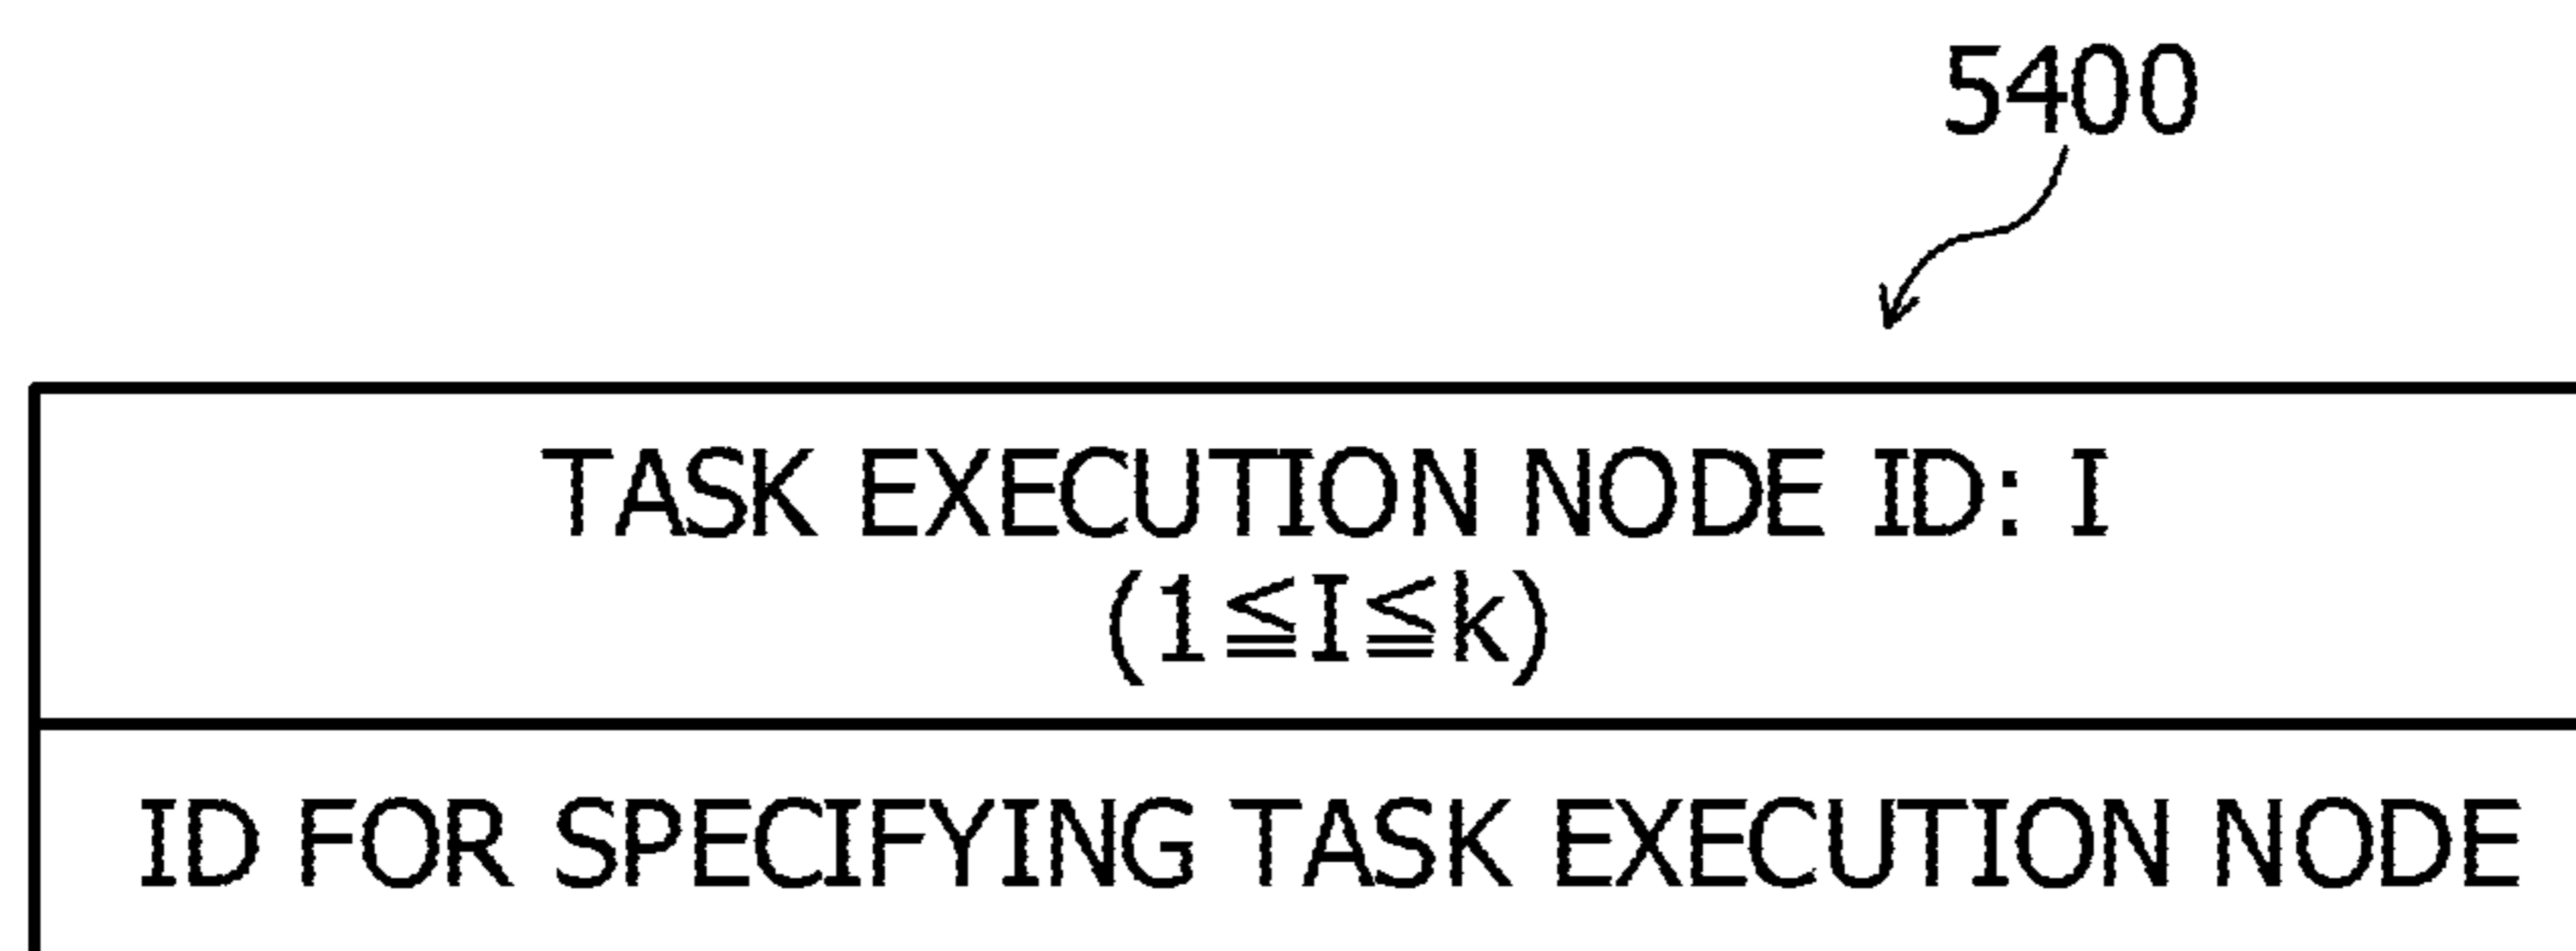 5400
TASK EXECUTION NODE ID: I
(1≦I≦k)
ID FOR SPECIFYING TASK EXECUTION NODE